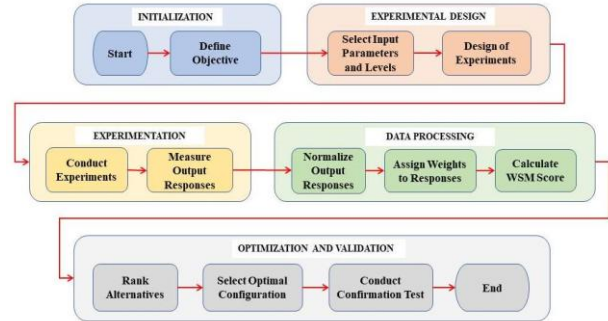 INITIALIZATION
Start
Define
Objective
EXPERIMENTAL DESIGN
Select Input
Parameters
and Levels
Design of
Experiments
EXPERIMENTATION
Conduct
Experiments
Measure
Output
Responses
DATA PROCESSING
Normalize
Output
Responses
Assign Weights
to Responses
Calculate
WSM Score
OPTIMIZATION AND VALIDATION
Rank
Alternatives
Select Optimal
Configuration
Conduct
Confirmation Test
End